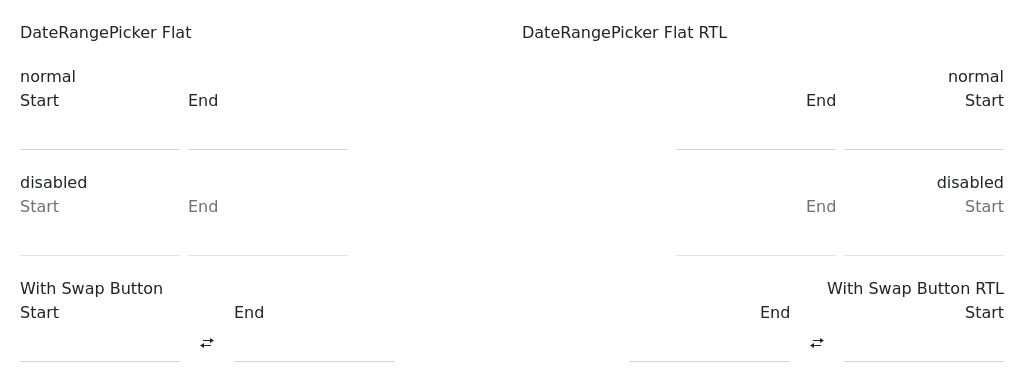 DateRangePicker Flat
normal
Start End
disabled
Start End
With Swap Button
Start End
DateRangePicker Flat RTL
normal
End Start
disabled
End Start
With Swap Button RTL
End Start